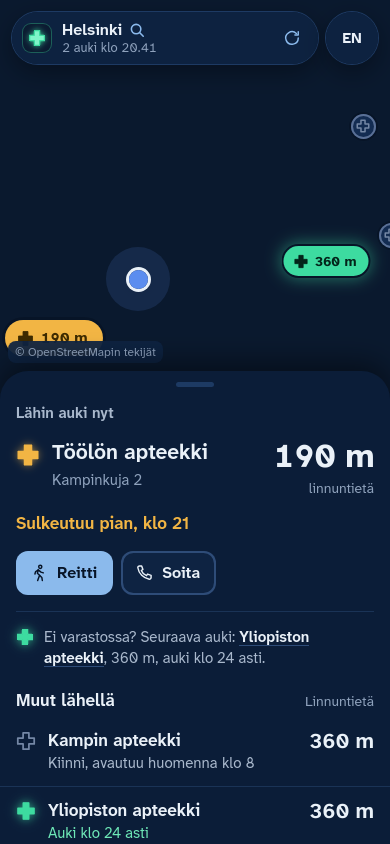 Helsinki
2 auki klo 20.41
EN
360 m
190 m
© OpenStreetMapin tekijät
Lähin auki nyt
Töölön apteekki
190 m
Kampinkuja 2
linnuntietä
Sulkeutuu pian, klo 21
Reitti
Soita
Ei varastossa? Seuraava auki: Yliopiston
apteekki, 360 m, auki klo 24 asti.
Muut lähellä
Linnuntietä
Kampin apteekki
360 m
Kiinni, avautuu huomenna klo 8
Yliopiston apteekki
360 m
Auki klo 24 asti